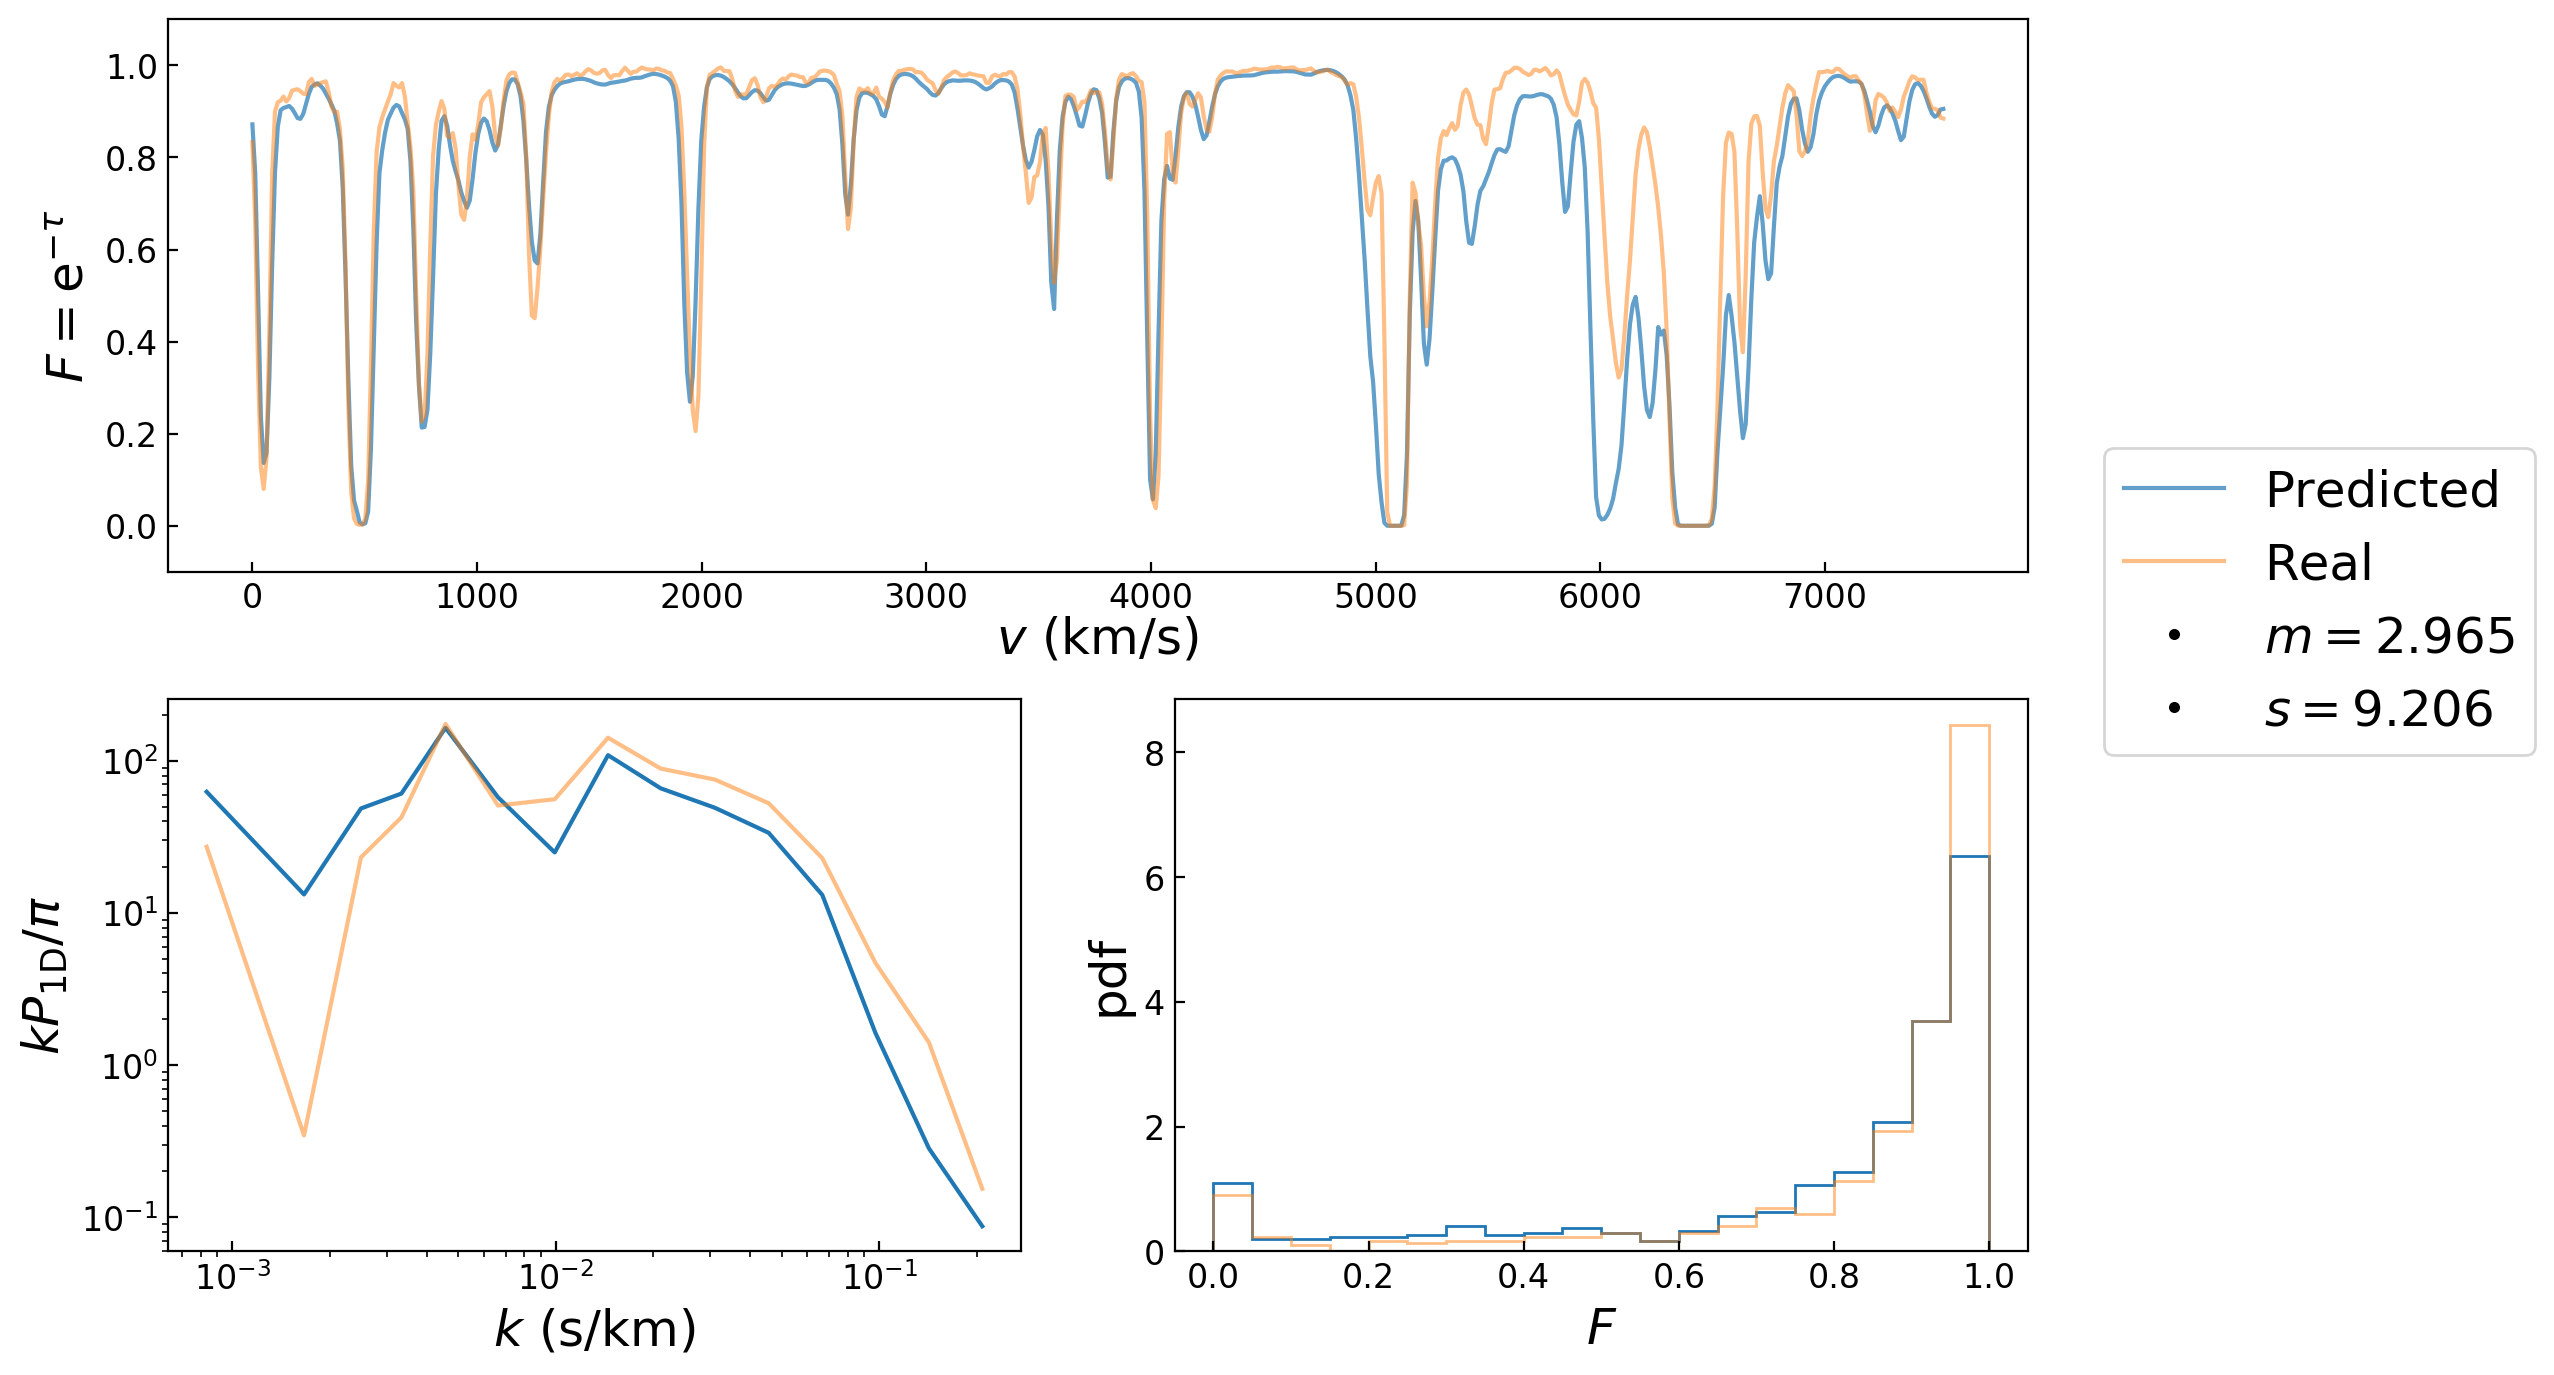 F = e^{−τ}
1.0
0.8
0.6
0.4
0.2
0.0
0 1000 2000 3000 4000 5000 6000 7000
v (km/s)
Predicted
Real
m = 2.965
s = 9.206
kP_{1D}/π
10^2
10^1
10^0
10^{−1}
10^{−3} 10^{−2} 10^{−1}
k (s/km)
pdf
8
6
4
2
0
0.0 0.2 0.4 0.6 0.8 1.0
F